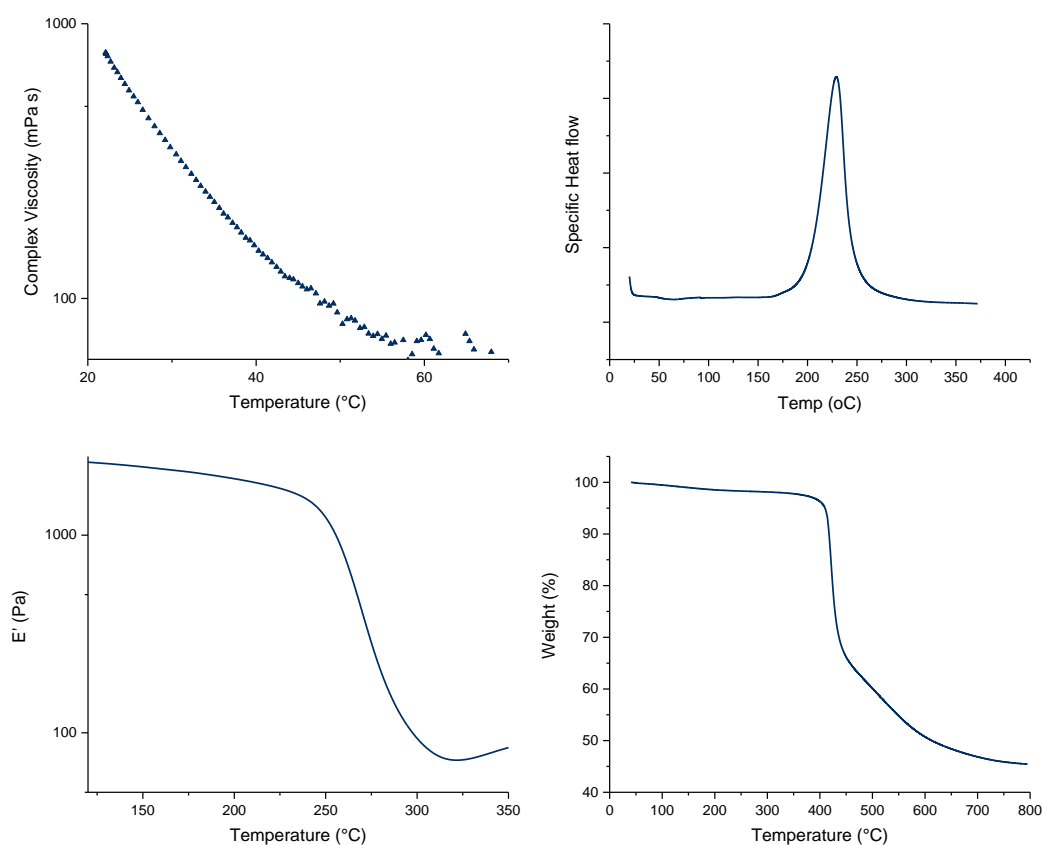 1000
100
Complex Viscosity (mPa s)
20 40 60
Temperature (°C)
Specific Heat flow
0 50 100 150 200 250 300 350 400
Temp (oC)
1000
100
E' (Pa)
150 200 250 300 350
Temperature (°C)
100
90
80
70
60
50
40
Weight (%)
0 100 200 300 400 500 600 700 800
Temperature (°C)